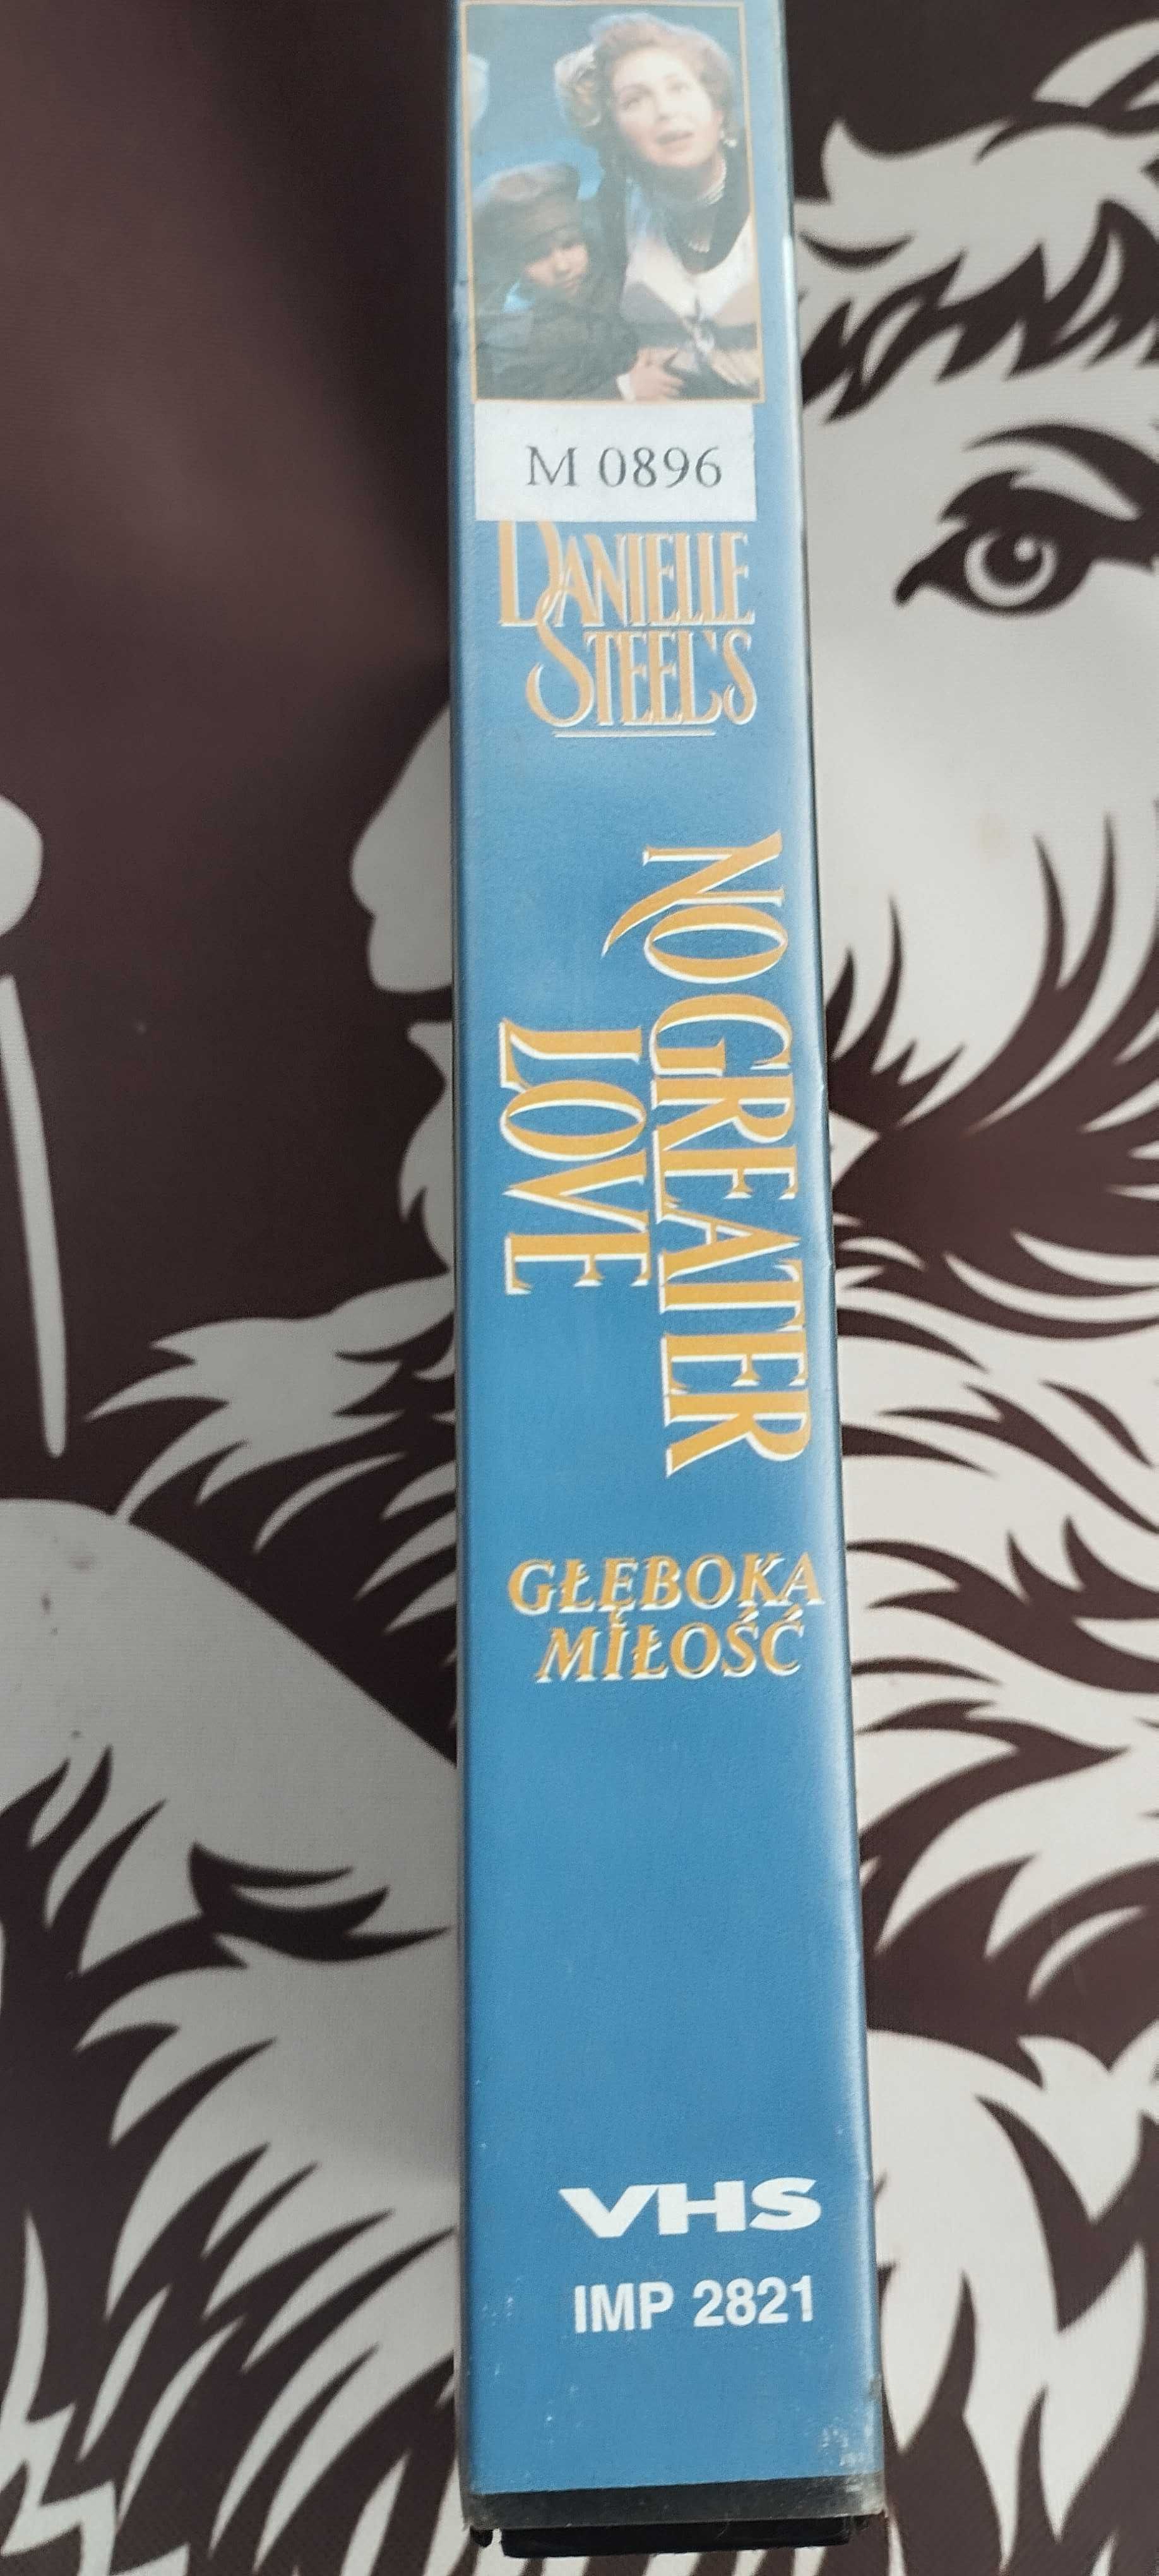 M 0896
DANIELLE
STEEL'S
NO GREATER
LOVE
GŁĘBOKA
MIŁOŚĆ
VHS
IMP 2821